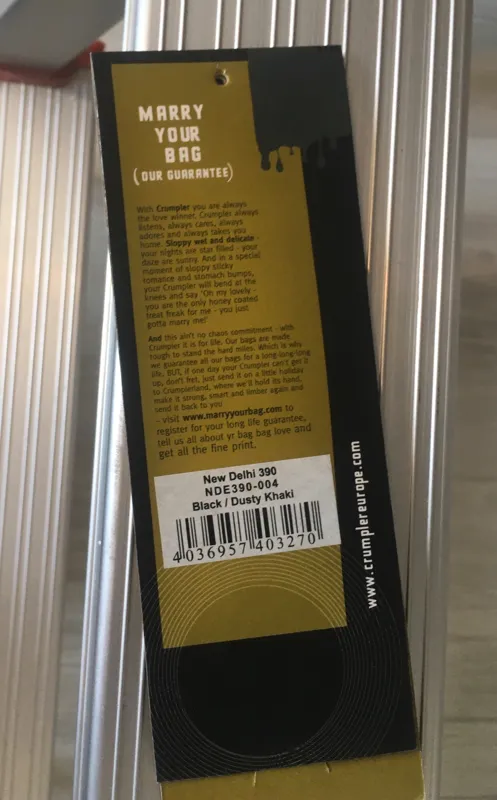 MARRY
YOUR
BAG
(OUR GUARANTEE)
With Crumpler you are always
the love winner. Crumpler always
listens, always cares, always
adores and always takes you
home. Sloppy wet and delicate -
your nights are star filled - your
days are sunny. And in a special
moment of sloppy sticky
romance and stomach bumps,
your Crumpler will bend at the
knees and say "Oh my lovely -
you are the only honey coated
treat freak for me - you just
gotta marry me!"
And this ain't no chaos commitment - with
Crumpler it is for life. Our bags are made
tough to stand the hard miles. Which is why
we guarantee all our bags for a long-long-long
life. BUT, if one day your Crumpler can't get it
up, don't fret, just send it on a little holiday
to Crumplerland, where we'll hold its hand,
make it strong, smart and limber again and
send it back to you
- visit www.marryyourbag.com to
register for your long life guarantee,
tell us all about yr bag bag love and
get all the fine print.
New Delhi 390
NDE390-004
Black / Dusty Khaki
4036957403270
www.crumplereurope.com